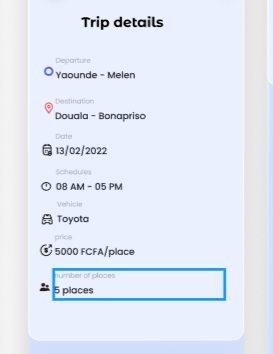 Trip details
Departure
Yaounde - Melen
Destination
Douala - Bonapriso
Date
13/02/2022
Schedules
08 AM - 05 PM
Vehicle
Toyota
price
5000 FCFA/place
number of places
5 places